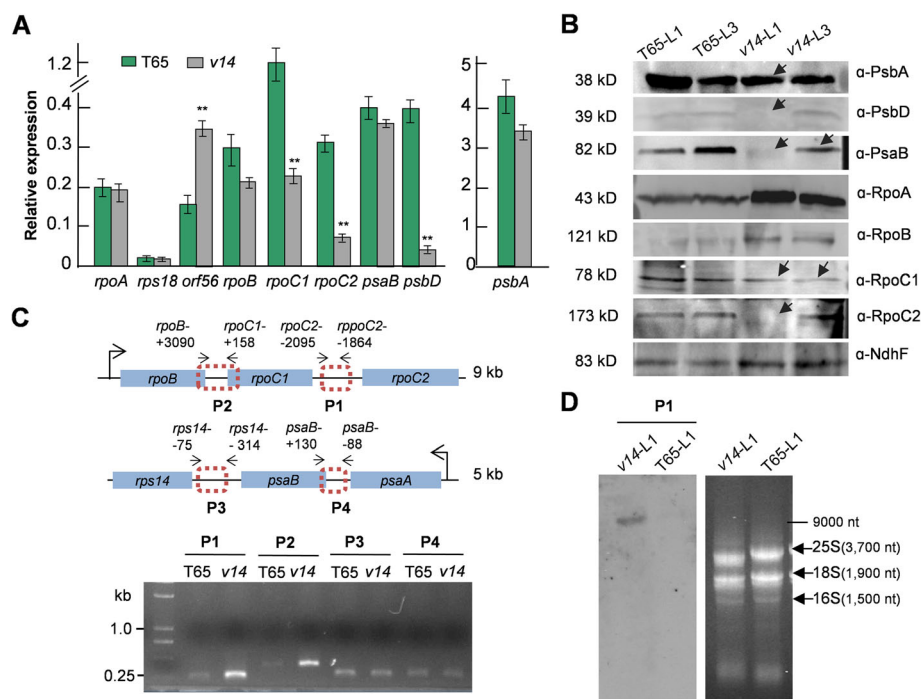 A
T65 v14
Relative expression
1.2
0.4
0.3
0.2
0.1
0
rpoA rps18 orf56 rpoB rpoC1 rpoC2 psaB psbD
** ** ** **
5
4
3
2
1
0
psbA
B
T65-L1 T65-L3 v14-L1 v14-L3
38 kD α-PsbA
39 kD α-PsbD
82 kD α-PsaB
43 kD α-RpoA
121 kD α-RpoB
78 kD α-RpoC1
173 kD α-RpoC2
83 kD α-NdhF
C
rpoB- rpoC1- rpoC2- rppoC2-
+3090 +158 -2095 -1864
rpoB rpoC1 rpoC2 9 kb
P2 P1
rps14- rps14- psaB- psaB-
-75 - 314 +130 -88
rps14 psaB psaA 5 kb
P3 P4
P1 P2 P3 P4
T65 v14 T65 v14 T65 v14 T65 v14
kb
1.0
0.25
D
P1
v14-L1 T65-L1 v14-L1 T65-L1
9000 nt
25S(3,700 nt)
18S(1,900 nt)
16S(1,500 nt)